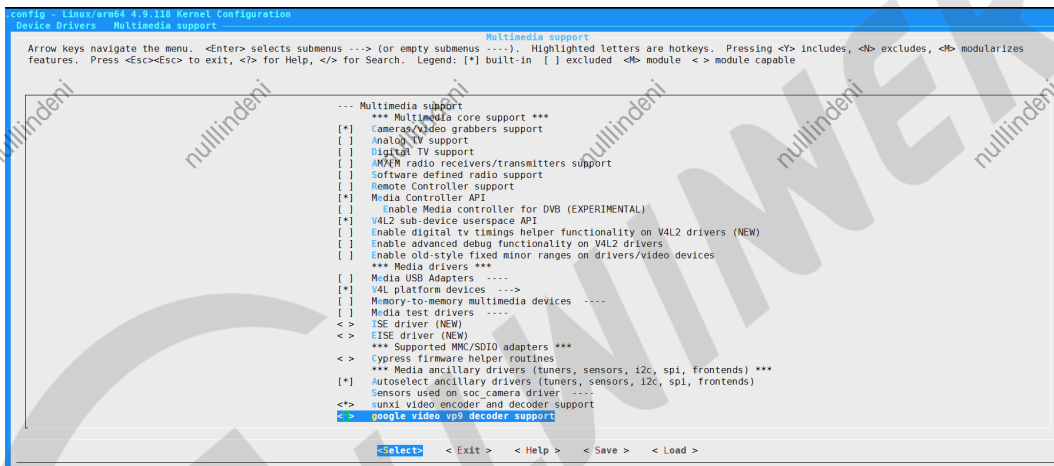 .config - Linux/arm64 4.9.118 Kernel Configuration
Device Drivers   Multimedia support
Multimedia support
Arrow keys navigate the menu.  <Enter> selects submenus ---> (or empty submenus ----).  Highlighted letters are hotkeys.  Pressing <Y> includes, <N> excludes, <M> modularizes
features.  Press <Esc><Esc> to exit, <?> for Help, </> for Search.  Legend: [*] built-in  [ ] excluded  <M> module  < > module capable
--- Multimedia support
*** Multimedia core support ***
[*]   Cameras/video grabbers support
[ ]   Analog TV support
[ ]   Digital TV support
[ ]   AM/FM radio receivers/transmitters support
[ ]   Software defined radio support
[ ]   Remote Controller support
[*]   Media Controller API
[ ]     Enable Media controller for DVB (EXPERIMENTAL)
[*]   V4L2 sub-device userspace API
[ ]   Enable digital tv timings helper functionality on V4L2 drivers (NEW)
[ ]   Enable advanced debug functionality on V4L2 drivers
[ ]   Enable old-style fixed minor ranges on drivers/video devices
*** Media drivers ***
[ ]   Media USB Adapters  ----
[*]   V4L platform devices  --->
[ ]   Memory-to-memory multimedia devices  ----
[ ]   Media test drivers  ----
< >   ISE driver (NEW)
< >   EISE driver (NEW)
*** Supported MMC/SDIO adapters ***
< >   Cypress firmware helper routines
*** Media ancillary drivers (tuners, sensors, i2c, spi, frontends) ***
[*]   Autoselect ancillary drivers (tuners, sensors, i2c, spi, frontends)
Sensors used on soc_camera driver  ----
<*>   sunxi video encoder and decoder support
google video vp9 decoder support
<Select>    < Exit >    < Help >    < Save >    < Load >
nulllindeni
nulllindeni
nulllindeni
nulllindeni
nulllindeni
nulllindeni